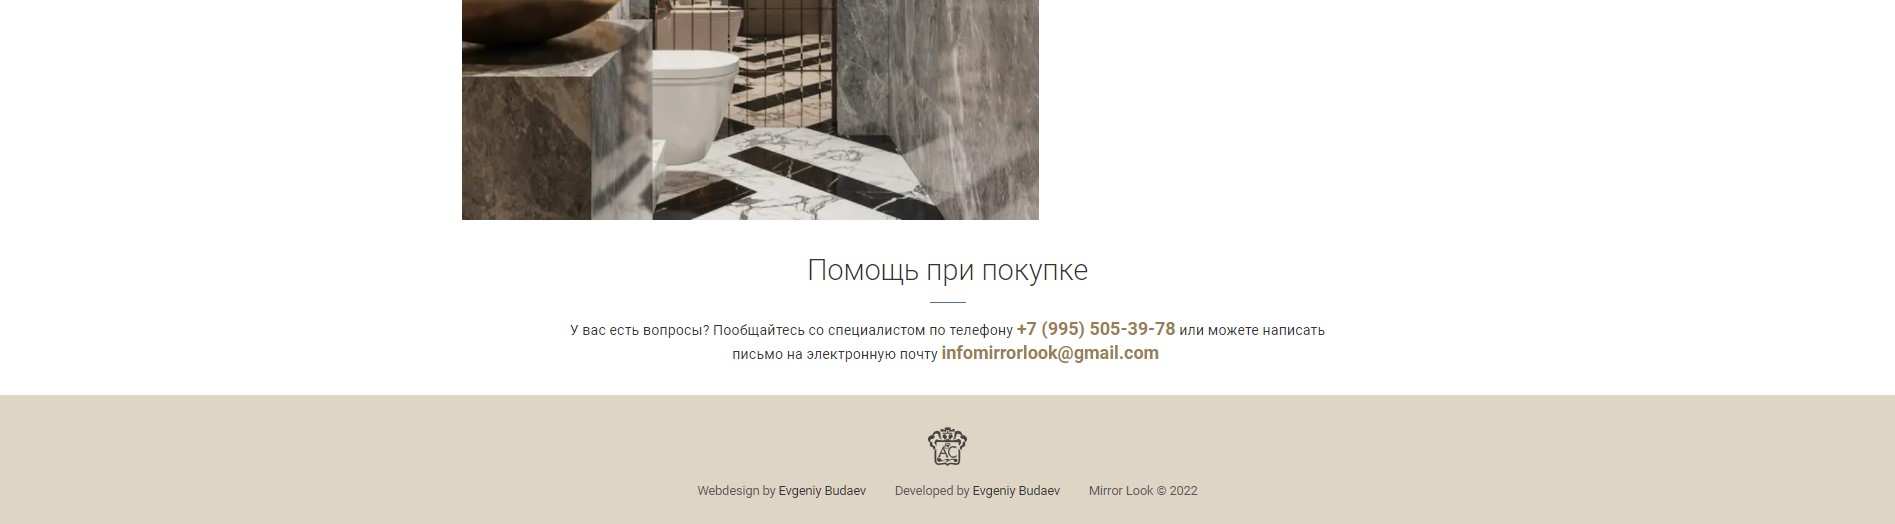 Помощь при покупке
У вас есть вопросы? Пообщайтесь со специалистом по телефону +7 (995) 505-39-78 или можете написать
письмо на электронную почту infomirrorlook@gmail.com
АС
Webdesign by Evgeniy Budaev Developed by Evgeniy Budaev Mirror Look © 2022